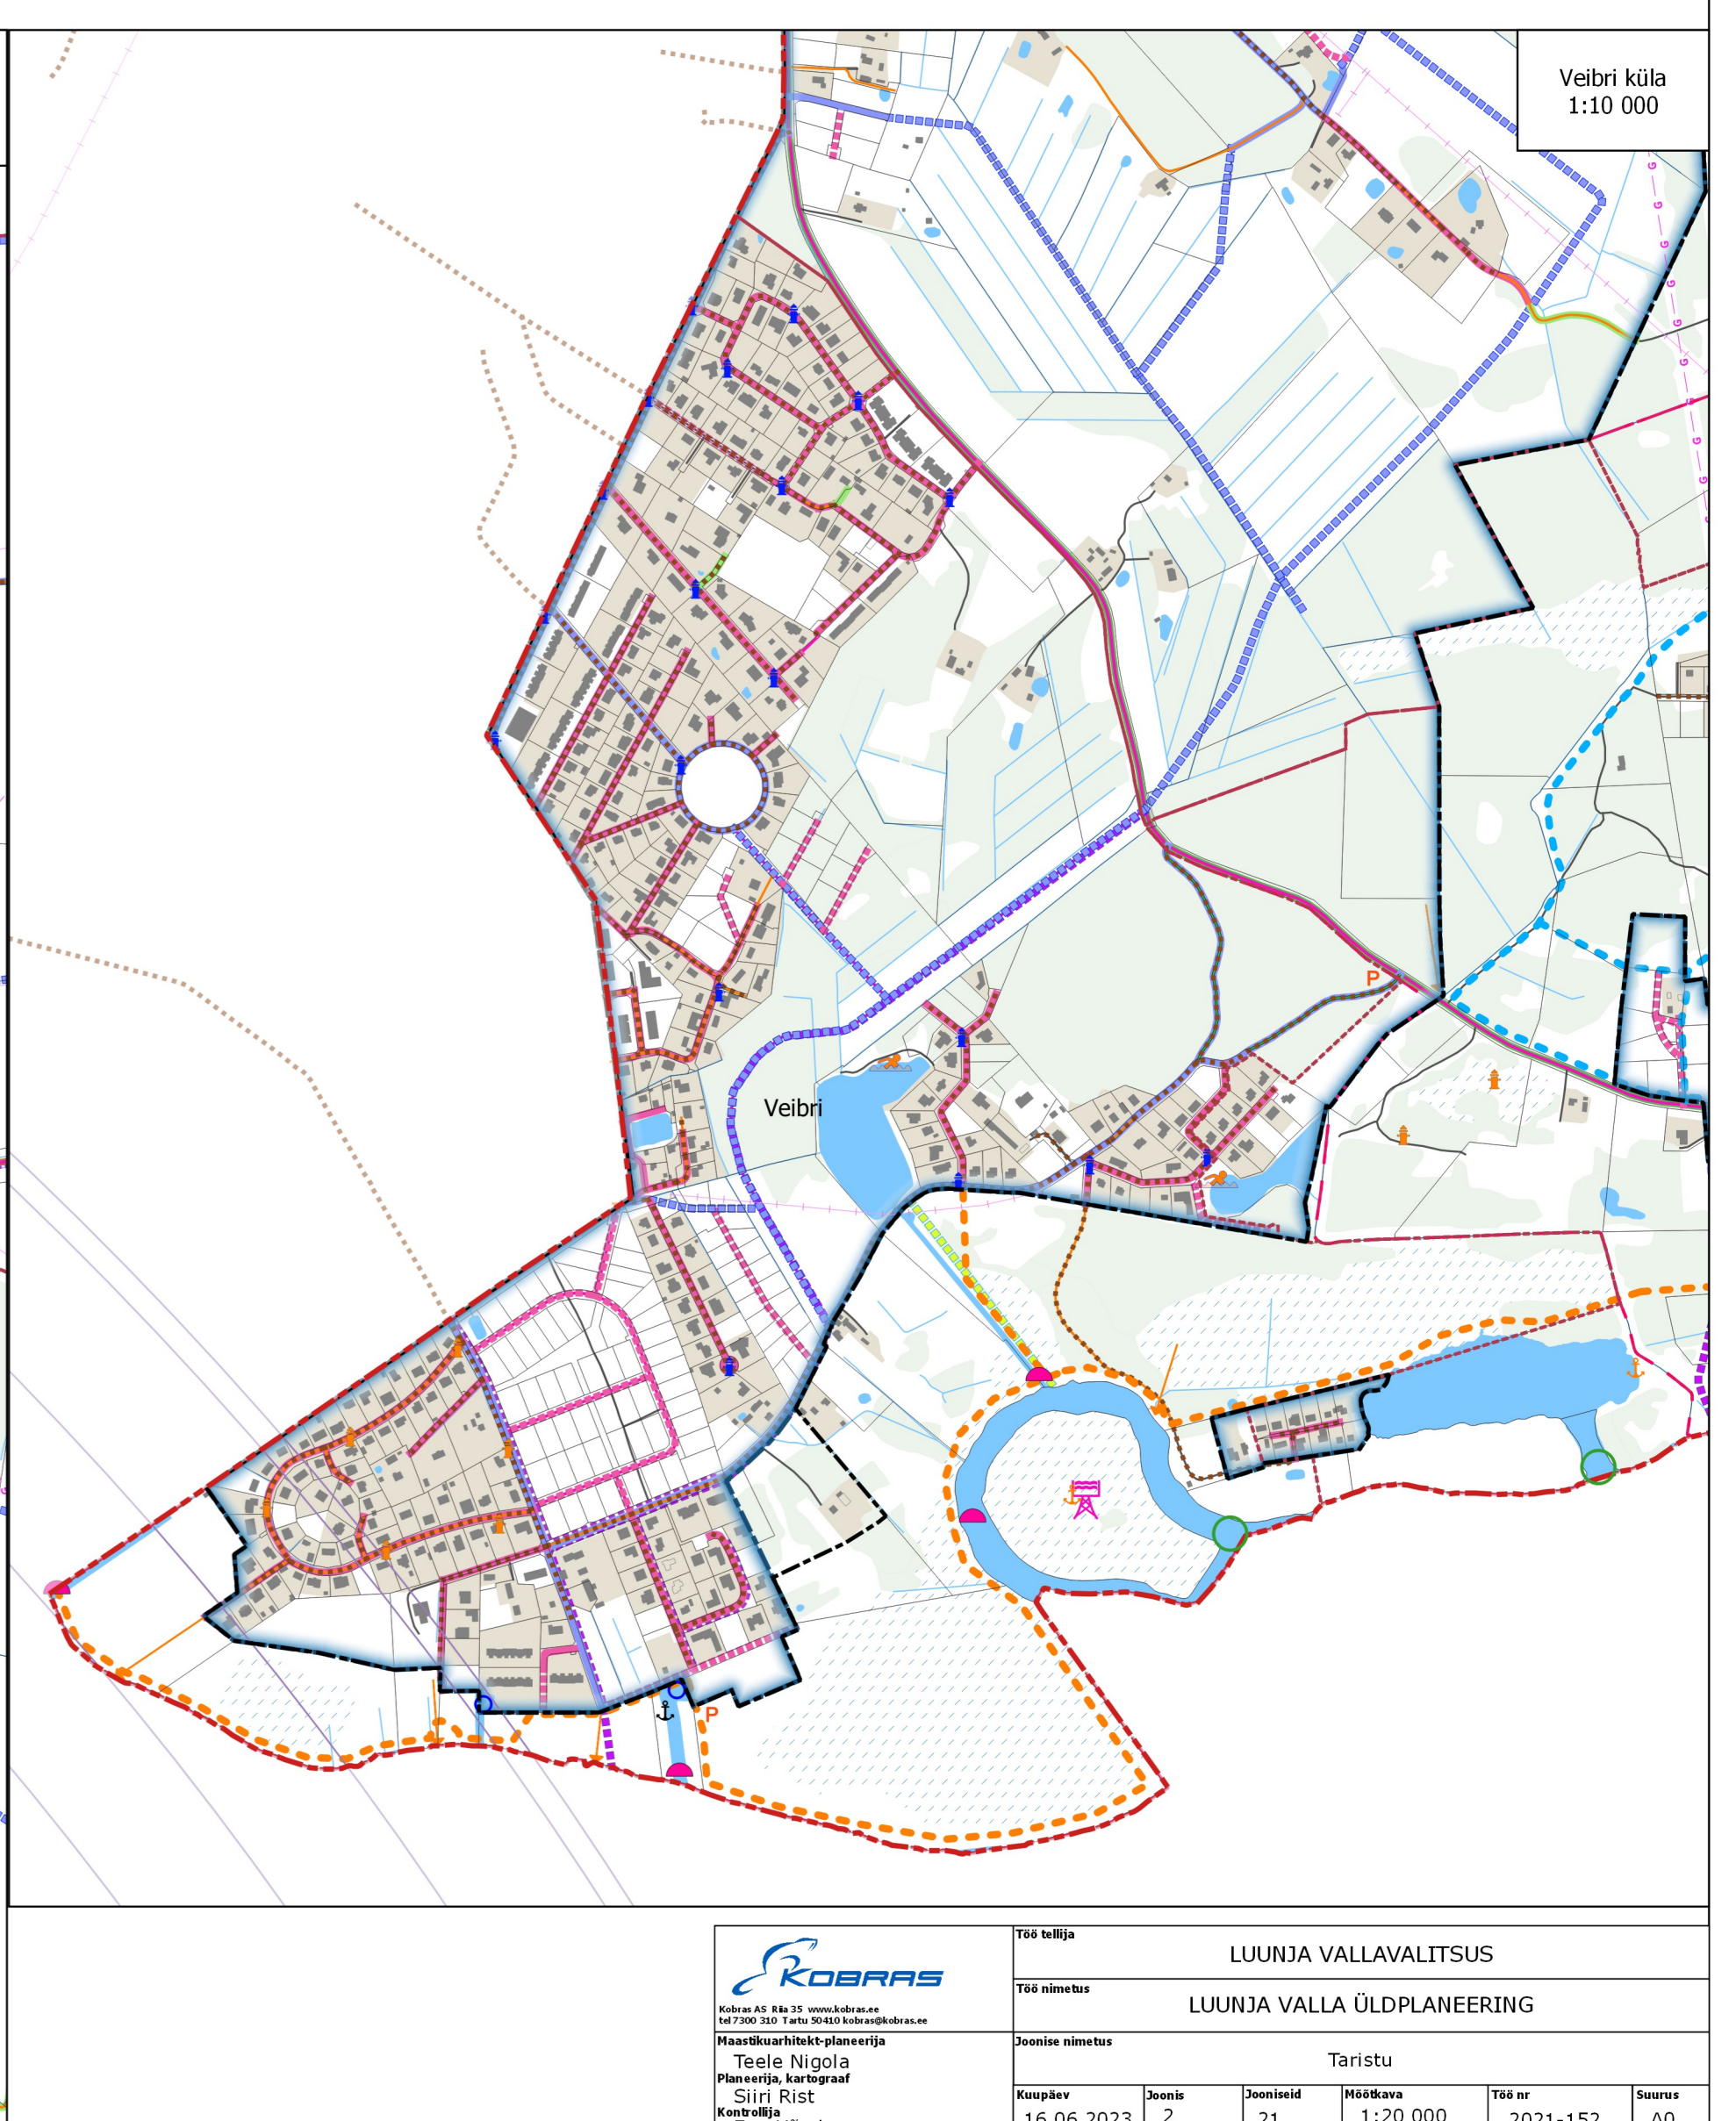 Veibri küla
1:10 000
G G G G G G G G G G G G G
P
Veibri
P
KOBRAS
Kobras AS Riia 35 www.kobras.ee
tel 7300 310 Tartu 50410 kobras@kobras.ee
Töö tellija
LUUNJA VALLAVALITSUS
Töö nimetus
LUUNJA VALLA ÜLDPLANEERING
Maastikuarhitekt-planeerija
Teele Nigola
Planeerija, kartograaf
Siiri Rist
Kontrollija
Joonise nimetus
Taristu
Kuupäev Joonis Jooniseid Mõõtkava Töö nr Suurus
16.06.2023 2 21 1:20 000 2021-152 A0